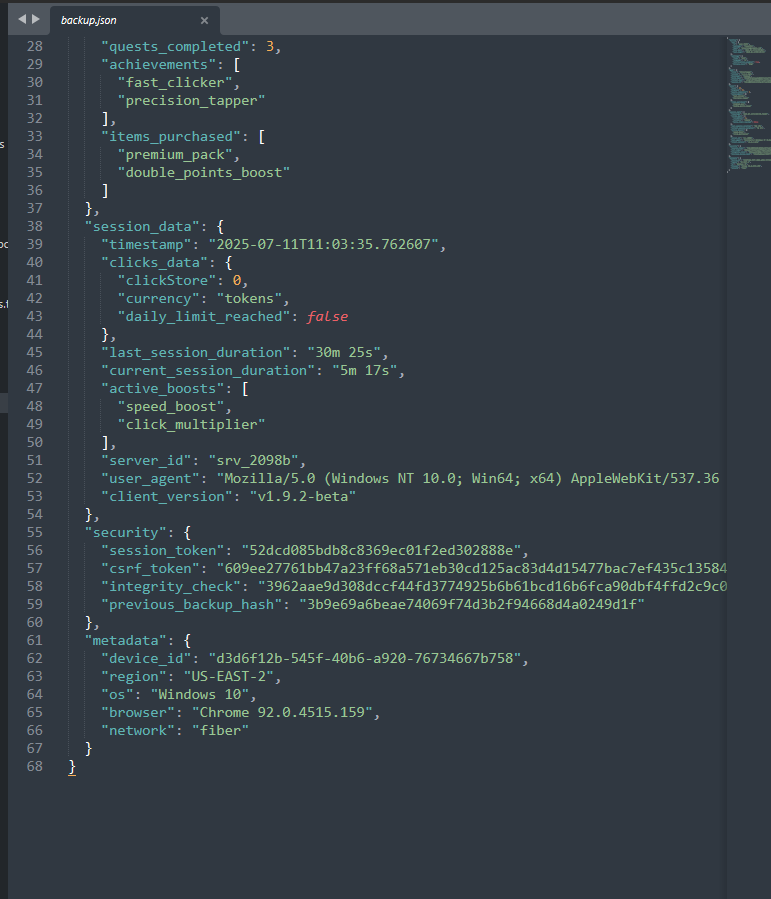 backup.json ×
28 "quests_completed": 3,
29 "achievements": [
30 "fast_clicker",
31 "precision_tapper"
32 ],
33 "items_purchased": [
34 "premium_pack",
35 "double_points_boost"
36 ]
37 },
38 "session_data": {
39 "timestamp": "2025-07-11T11:03:35.762607",
40 "clicks_data": {
41 "clickStore": 0,
42 "currency": "tokens",
43 "daily_limit_reached": false
44 },
45 "last_session_duration": "30m 25s",
46 "current_session_duration": "5m 17s",
47 "active_boosts": [
48 "speed_boost",
49 "click_multiplier"
50 ],
51 "server_id": "srv_2098b",
52 "user_agent": "Mozilla/5.0 (Windows NT 10.0; Win64; x64) AppleWebKit/537.36
53 "client_version": "v1.9.2-beta"
54 },
55 "security": {
56 "session_token": "52dcd085bdb8c8369ec01f2ed302888e",
57 "csrf_token": "609ee27761bb47a23ff68a571eb30cd125ac83d4d15477bac7ef435c13584
58 "integrity_check": "3962aae9d308dccf44fd3774925b6b61bcd16b6fca90dbf4ffd2c9c0
59 "previous_backup_hash": "3b9e69a6beae74069f74d3b2f94668d4a0249d1f"
60 },
61 "metadata": {
62 "device_id": "d3d6f12b-545f-40b6-a920-76734667b758",
63 "region": "US-EAST-2",
64 "os": "Windows 10",
65 "browser": "Chrome 92.0.4515.159",
66 "network": "fiber"
67 }
68 }